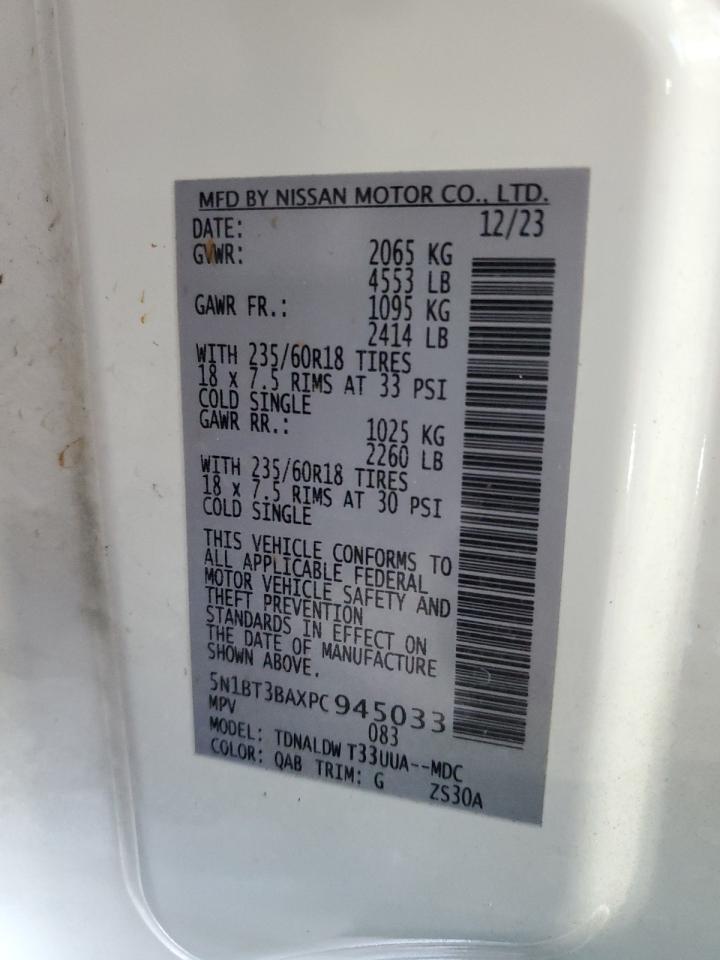 MFD BY NISSAN MOTOR CO., LTD.
DATE: 12/23
GVWR: 2065 KG
4553 LB
GAWR FR.: 1095 KG
2414 LB
WITH 235/60R18 TIRES
18 x 7.5 RIMS AT 33 PSI
COLD SINGLE
GAWR RR.: 1025 KG
2260 LB
WITH 235/60R18 TIRES
18 x 7.5 RIMS AT 30 PSI
COLD SINGLE
THIS VEHICLE CONFORMS TO
ALL APPLICABLE FEDERAL
MOTOR VEHICLE SAFETY AND
THEFT PREVENTION
STANDARDS IN EFFECT ON
THE DATE OF MANUFACTURE
SHOWN ABOVE.
5N1BT3BAXPC945033
MPV 083
MODEL: TDNALDW T33UUA--MDC
COLOR: QAB TRIM: G ZS30A